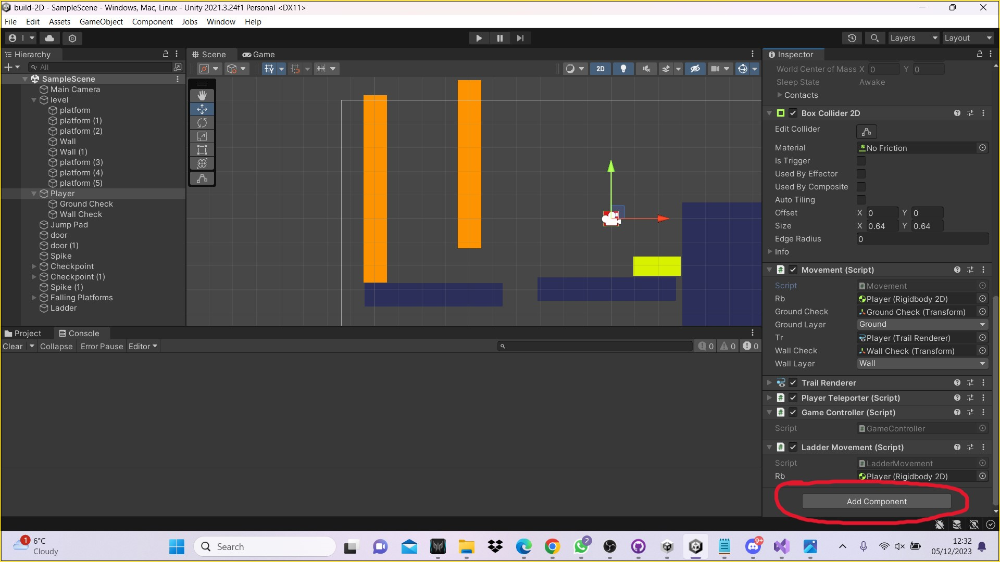 build-2D - SampleScene - Windows, Mac, Linux - Unity 2021.3.24f1 Personal <DX11>
File Edit Assets GameObject Component Jobs Window Help
Layers Layout
Hierarchy
All
SampleScene
Main Camera
level
platform
platform (1)
platform (2)
Wall
Wall (1)
platform (3)
platform (4)
platform (5)
Player
Ground Check
Wall Check
Jump Pad
door
door (1)
Spike
Checkpoint
Checkpoint (1)
Spike (1)
Falling Platforms
Ladder
Scene Game
2D
Project Console
Clear Collapse Error Pause Editor
0 0 0
Inspector
World Center of Mass X 0 Y 0
Sleep State Awake
Contacts
Box Collider 2D
Edit Collider
Material No Friction
Is Trigger
Used By Effector
Used By Composite
Auto Tiling
Offset X 0 Y 0
Size X 0.64 Y 0.64
Edge Radius 0
Info
Movement (Script)
Script Movement
Rb Player (Rigidbody 2D)
Ground Check Ground Check (Transform)
Ground Layer Ground
Tr Player (Trail Renderer)
Wall Check Wall Check (Transform)
Wall Layer Wall
Trail Renderer
Player Teleporter (Script)
Game Controller (Script)
Script GameController
Ladder Movement (Script)
Script LadderMovement
Rb Player (Rigidbody 2D)
Add Component
1
6°C
Cloudy
Search
2
9+
12:32
05/12/2023